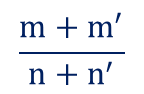 m + m′
n + n′